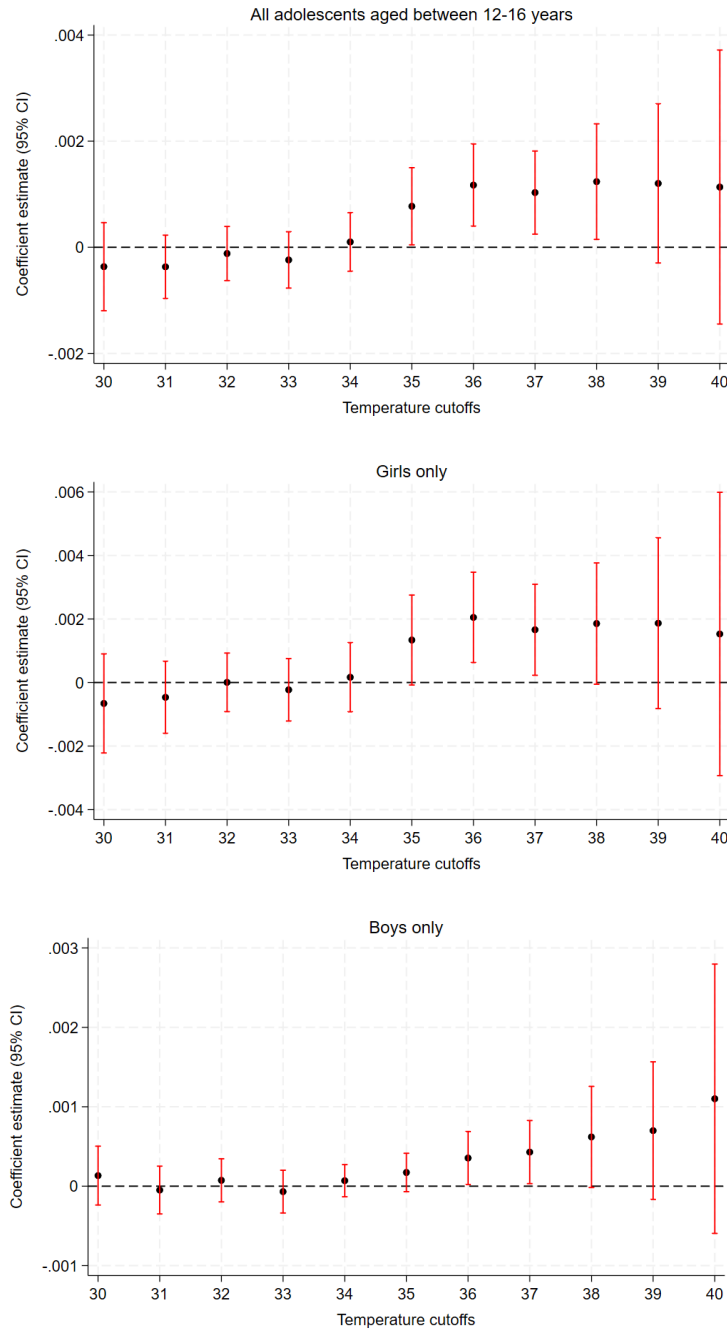 All adolescents aged between 12-16 years
Coefficient estimate (95% CI)
.004
.002
0
-.002
30 31 32 33 34 35 36 37 38 39 40
Temperature cutoffs
Girls only
Coefficient estimate (95% CI)
.006
.004
.002
0
-.002
-.004
30 31 32 33 34 35 36 37 38 39 40
Temperature cutoffs
Boys only
Coefficient estimate (95% CI)
.003
.002
.001
0
-.001
30 31 32 33 34 35 36 37 38 39 40
Temperature cutoffs